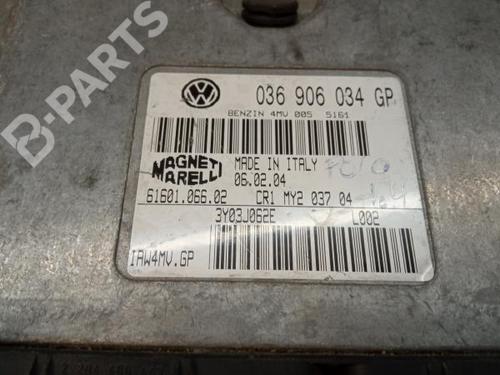 B-PARTS
B-PARTS
036 906 034 GP
BENZIN 4MV 005 5161
MAGNETI MARELLI
MADE IN ITALY
06.02.04
61601.066.02 CR1 MY2 037 04
3Y03J062E L002
IAW4MV.GP